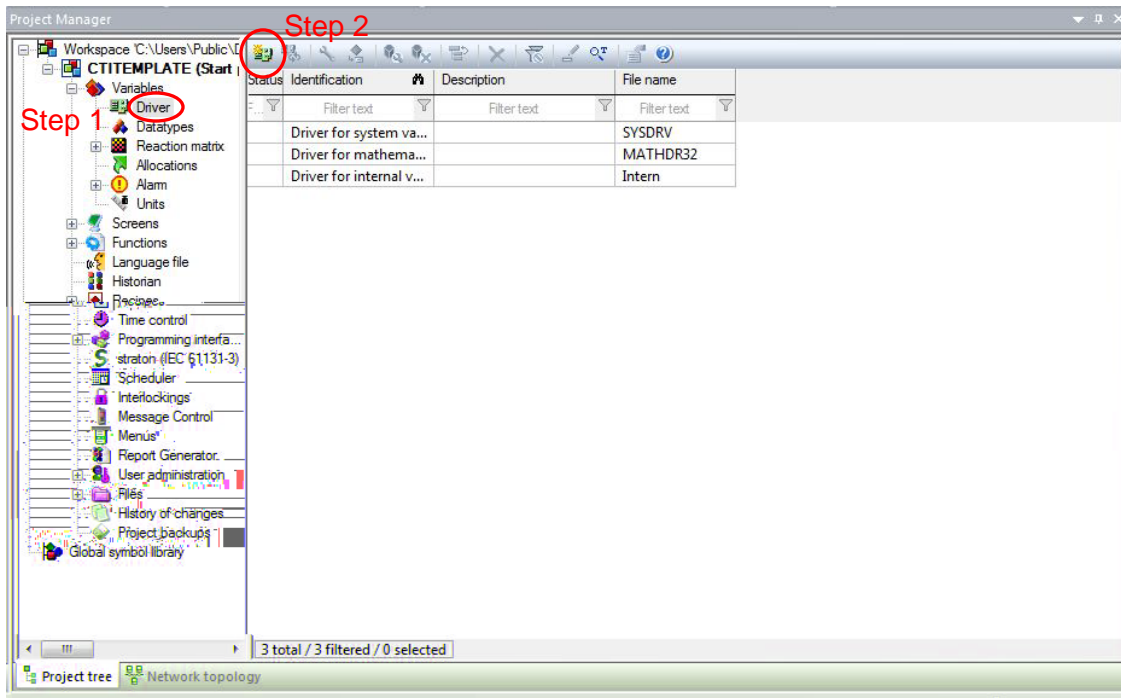 Project Manager
Step 2
Workspace 'C:\Users\Public\D
CTITEMPLATE (Start
Variables
Driver
Step 1
Datatypes
Reaction matrix
Allocations
Alarm
Units
Screens
Functions
Language file
Historian
Recipes
Time control
Programming interfa...
straton (IEC 61131-3)
Scheduler
Interlockings
Message Control
Menus
Report Generator
User administration
Files
History of changes
Project backups
Global symbol library
Status Identification Description File name
F... Filter text Filter text Filter text
Driver for system va... SYSDRV
Driver for mathema... MATHDR32
Driver for internal v... Intern
3 total / 3 filtered / 0 selected
Project tree Network topology